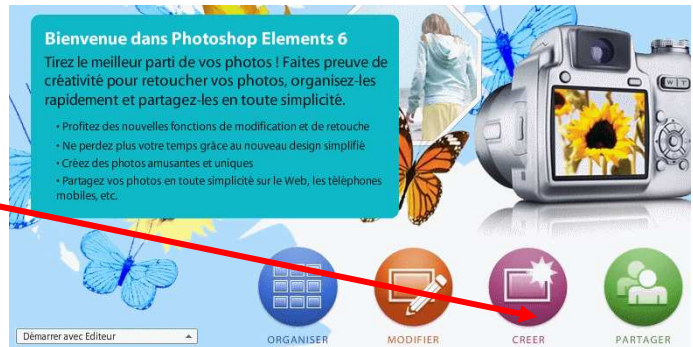 Bienvenue dans Photoshop Elements 6
Tirez le meilleur parti de vos photos ! Faites preuve de
créativité pour retoucher vos photos, organisez-les
rapidement et partagez-les en toute simplicité.
• Profitez des nouvelles fonctions de modification et de retouche
• Ne perdez plus votre temps grâce au nouveau design simplifié
• Créez des photos amusantes et uniques
• Partagez vos photos en toute simplicité sur le Web, les téléphones
mobiles, etc.
W T
Démarrer avec Editeur
ORGANISER
MODIFIER
CREER
PARTAGER